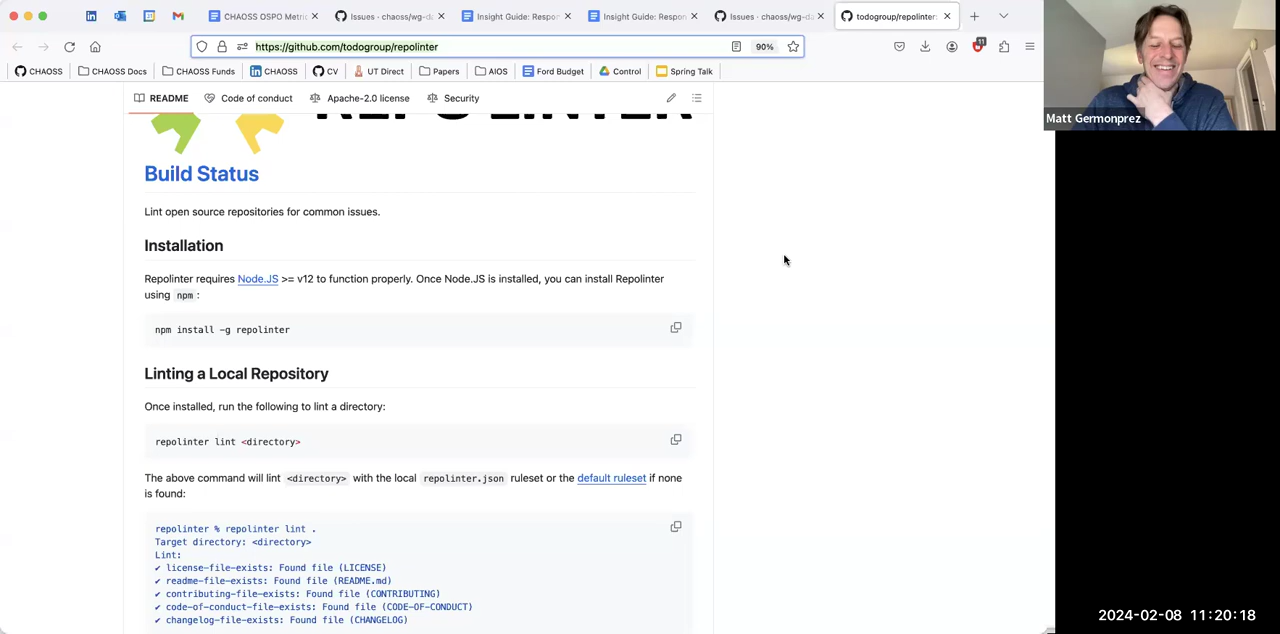 CHAOSS OSPO Metri
Issues · chaoss/wg-da
Insight Guide: Respon
Insight Guide: Respon
Issues · chaoss/wg-da
todogroup/repolinter:
https://github.com/todogroup/repolinter
90%
11
CHAOSS
CHAOSS Docs
CHAOSS Funds
CHAOSS
CV
UT Direct
Papers
AIOS
Ford Budget
Control
Spring Talk
README
Code of conduct
Apache-2.0 license
Security
Build Status
Lint open source repositories for common issues.
Installation
Repolinter requires Node.JS >= v12 to function properly. Once Node.JS is installed, you can install Repolinter
using npm :
npm install -g repolinter
Linting a Local Repository
Once installed, run the following to lint a directory:
repolinter lint <directory>
The above command will lint <directory> with the local repolinter.json ruleset or the default ruleset if none
is found:
repolinter % repolinter lint .
Target directory: <directory>
Lint:
✔ license-file-exists: Found file (LICENSE)
✔ readme-file-exists: Found file (README.md)
✔ contributing-file-exists: Found file (CONTRIBUTING)
✔ code-of-conduct-file-exists: Found file (CODE-OF-CONDUCT)
✔ changelog-file-exists: Found file (CHANGELOG)
Matt Germonprez
2024-02-08 11:20:18